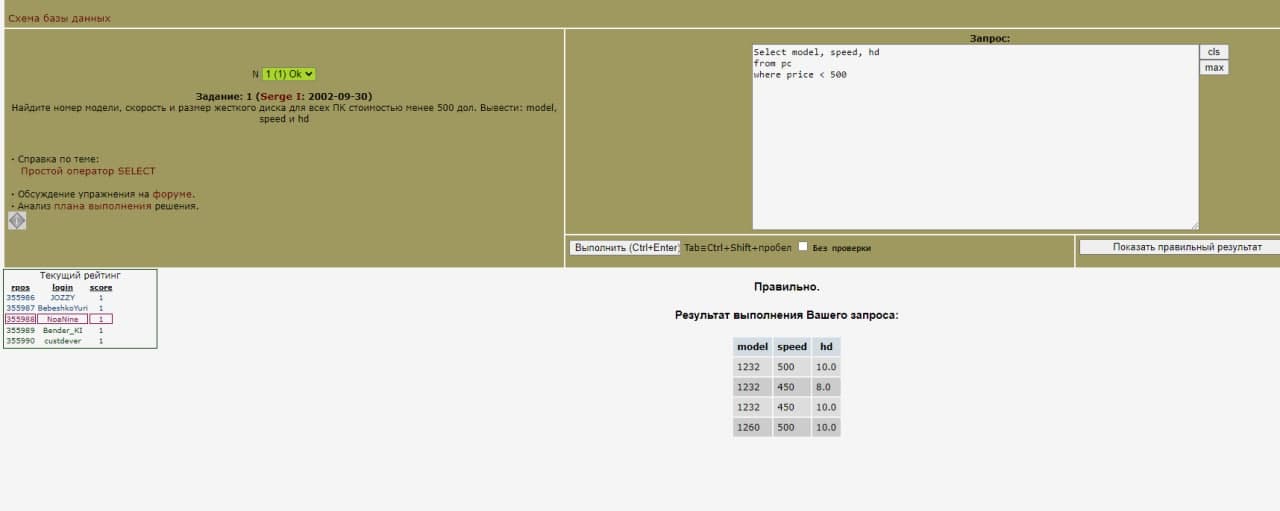 Схема базы данных
N 1 (1) Ok
Задание: 1 (Serge I: 2002-09-30)
Найдите номер модели, скорость и размер жесткого диска для всех ПК стоимостью менее 500 дол. Вывести: model,
speed и hd
· Справка по теме:
Простой оператор SELECT
· Обсуждение упражнения на форуме.
· Анализ плана выполнения решения.
Запрос:
Select model, speed, hd
from pc
where price < 500
cls
max
Выполнить (Ctrl+Enter) Tab≡Ctrl+Shift+пробел Без проверки
Показать правильный результат
Текущий рейтинг
rpos login score
355986 JOZZY 1
355987 BebeshkoYuri 1
355988 NoaNine 1
355989 Bender_KI 1
355990 custdever 1
Правильно.
Результат выполнения Вашего запроса:
model speed hd
1232 500 10.0
1232 450 8.0
1232 450 10.0
1260 500 10.0